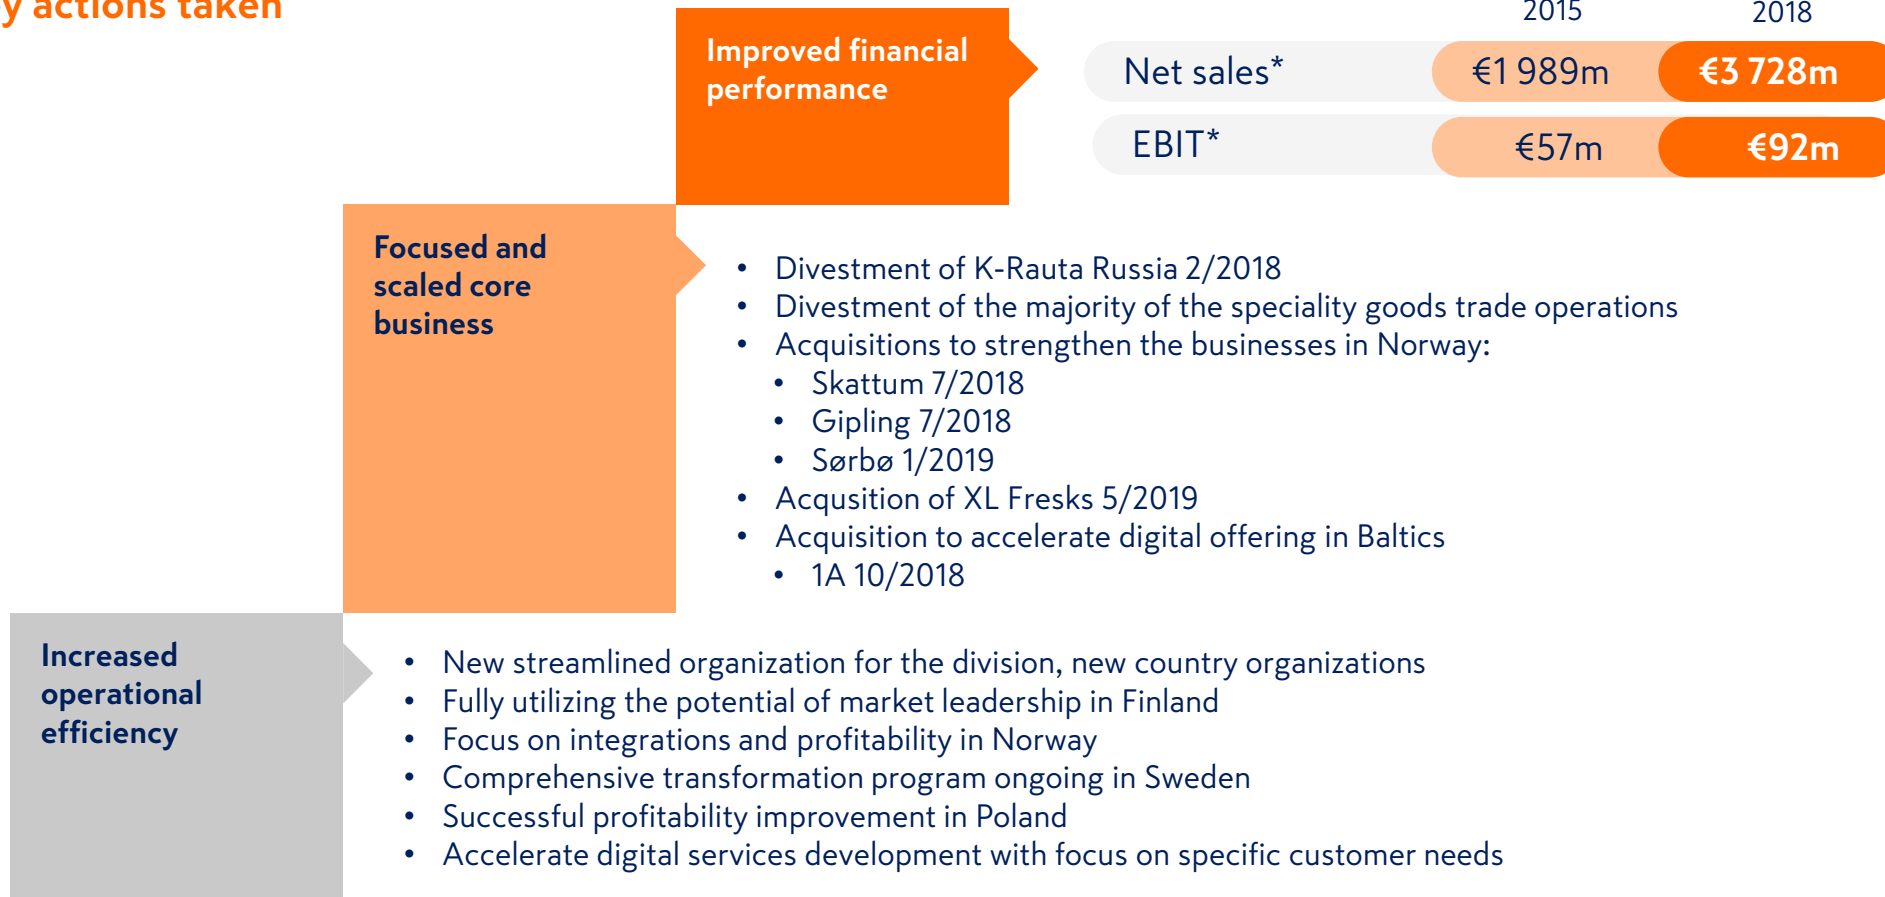 actions taken
2015 2018
Improved financial
performance
Net sales* €1 989m €3 728m
EBIT* €57m €92m
Focused and
scaled core
business
• Divestment of K-Rauta Russia 2/2018
• Divestment of the majority of the speciality goods trade operations
• Acquisitions to strengthen the businesses in Norway:
• Skattum 7/2018
• Gipling 7/2018
• Sørbø 1/2019
• Acqusition of XL Fresks 5/2019
• Acquisition to accelerate digital offering in Baltics
• 1A 10/2018
Increased
operational
efficiency
• New streamlined organization for the division, new country organizations
• Fully utilizing the potential of market leadership in Finland
• Focus on integrations and profitability in Norway
• Comprehensive transformation program ongoing in Sweden
• Successful profitability improvement in Poland
• Accelerate digital services development with focus on specific customer needs